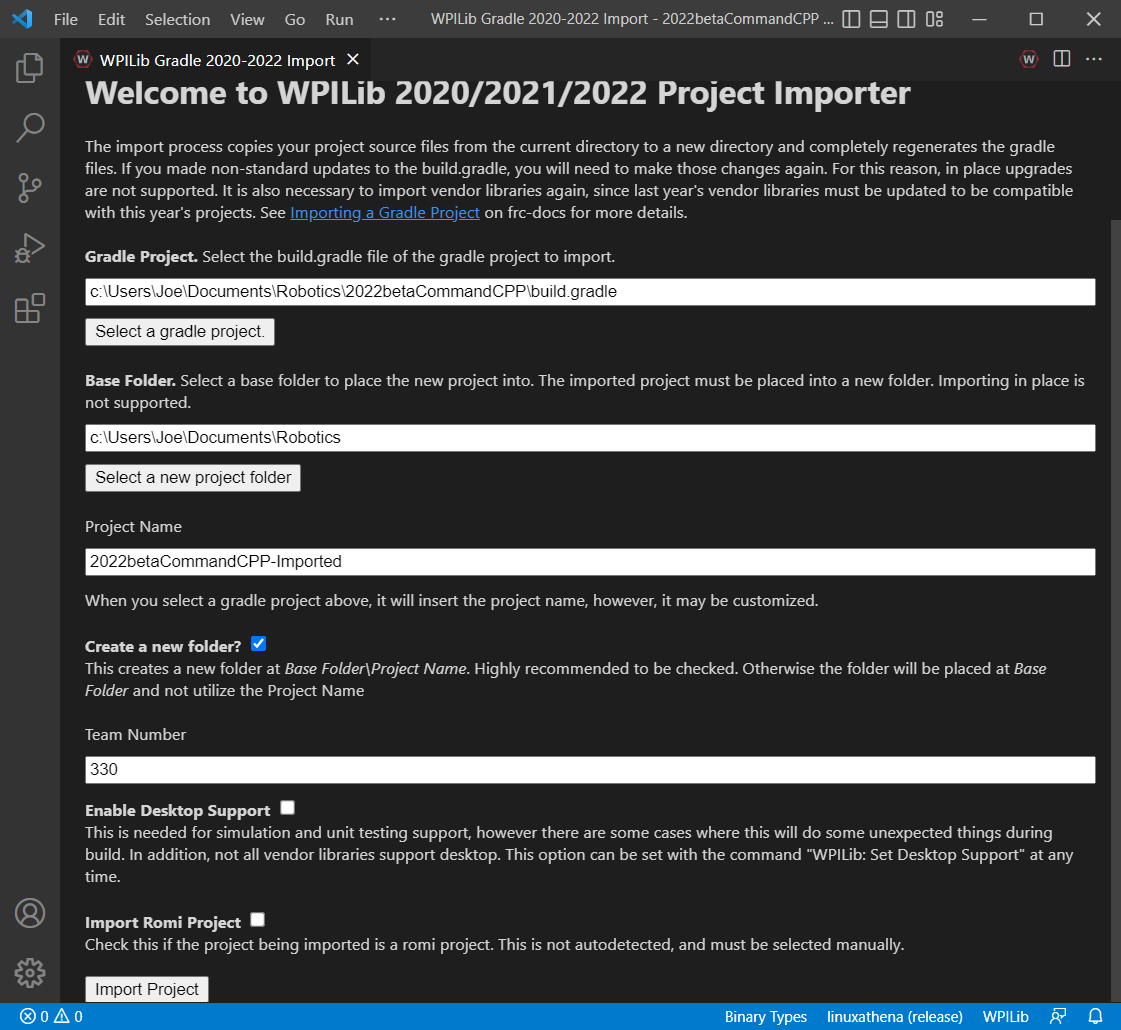 File Edit Selection View Go Run ··· WPILib Gradle 2020-2022 Import - 2022betaCommandCPP ...
W WPILib Gradle 2020-2022 Import W ···
Welcome to WPILib 2020/2021/2022 Project Importer
The import process copies your project source files from the current directory to a new directory and completely regenerates the gradle
files. If you made non-standard updates to the build.gradle, you will need to make those changes again. For this reason, in place upgrades
are not supported. It is also necessary to import vendor libraries again, since last year's vendor libraries must be updated to be compatible
with this year's projects. See Importing a Gradle Project on frc-docs for more details.
Gradle Project. Select the build.gradle file of the gradle project to import.
c:\Users\Joe\Documents\Robotics\2022betaCommandCPP\build.gradle
Select a gradle project.
Base Folder. Select a base folder to place the new project into. The imported project must be placed into a new folder. Importing in place is
not supported.
c:\Users\Joe\Documents\Robotics
Select a new project folder
Project Name
2022betaCommandCPP-Imported
When you select a gradle project above, it will insert the project name, however, it may be customized.
Create a new folder?
This creates a new folder at Base Folder\Project Name. Highly recommended to be checked. Otherwise the folder will be placed at Base
Folder and not utilize the Project Name
Team Number
330
Enable Desktop Support
This is needed for simulation and unit testing support, however there are some cases where this will do some unexpected things during
build. In addition, not all vendor libraries support desktop. This option can be set with the command "WPILib: Set Desktop Support" at any
time.
Import Romi Project
Check this if the project being imported is a romi project. This is not autodetected, and must be selected manually.
Import Project
0 0 Binary Types linuxathena (release) WPILib